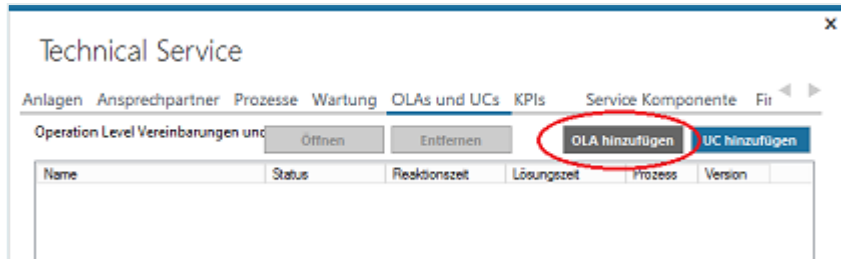 x
Technical Service
Anlagen Ansprechpartner Prozesse Wartung OLAs und UCs KPIs Service Komponente Fir
Operation Level Vereinbarungen und Öffnen Entfernen OLA hinzufügen UC hinzufügen
Name Status Reaktionszeit Lösungszeit Prozess Version